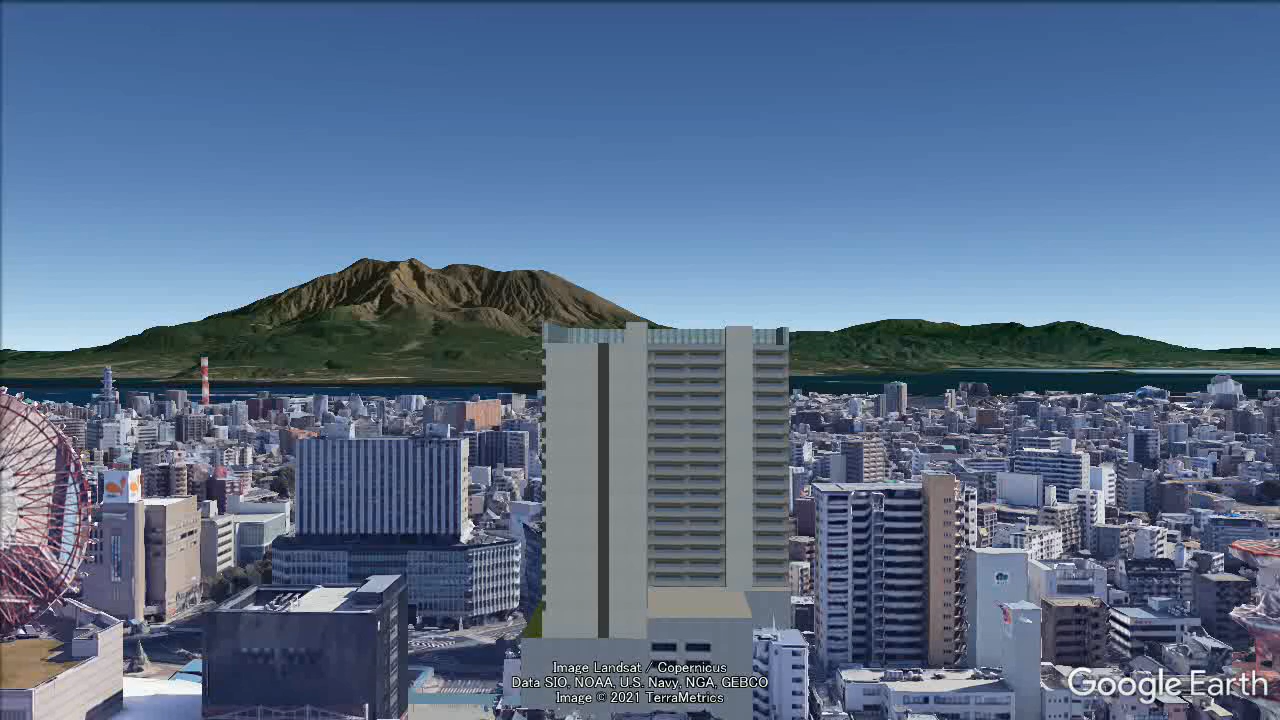 Image Landsat / Copernicus
Data SIO, NOAA, U.S. Navy, NGA, GEBCO
Image © 2021 TerraMetrics
Google Earth